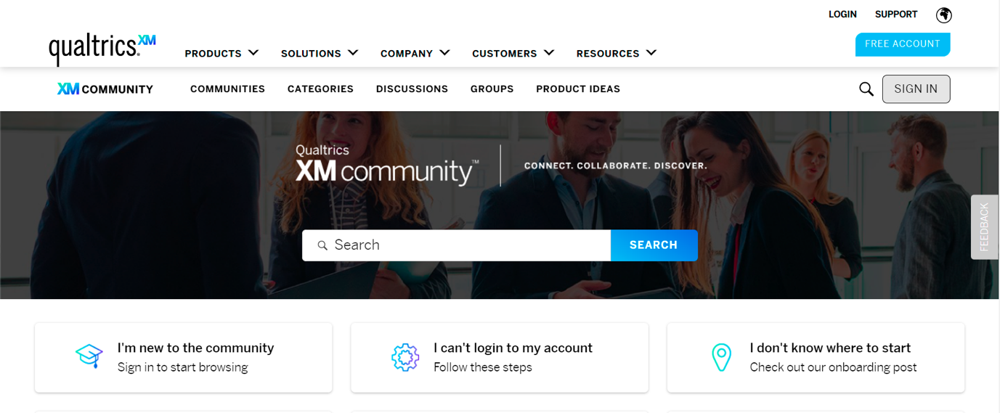 LOGIN SUPPORT
qualtrics.XM
PRODUCTS SOLUTIONS COMPANY CUSTOMERS RESOURCES
FREE ACCOUNT
XM COMMUNITY COMMUNITIES CATEGORIES DISCUSSIONS GROUPS PRODUCT IDEAS SIGN IN
Qualtrics
XM community™
CONNECT. COLLABORATE. DISCOVER.
Search SEARCH
FEEDBACK
I'm new to the community
Sign in to start browsing
I can't login to my account
Follow these steps
I don't know where to start
Check out our onboarding post